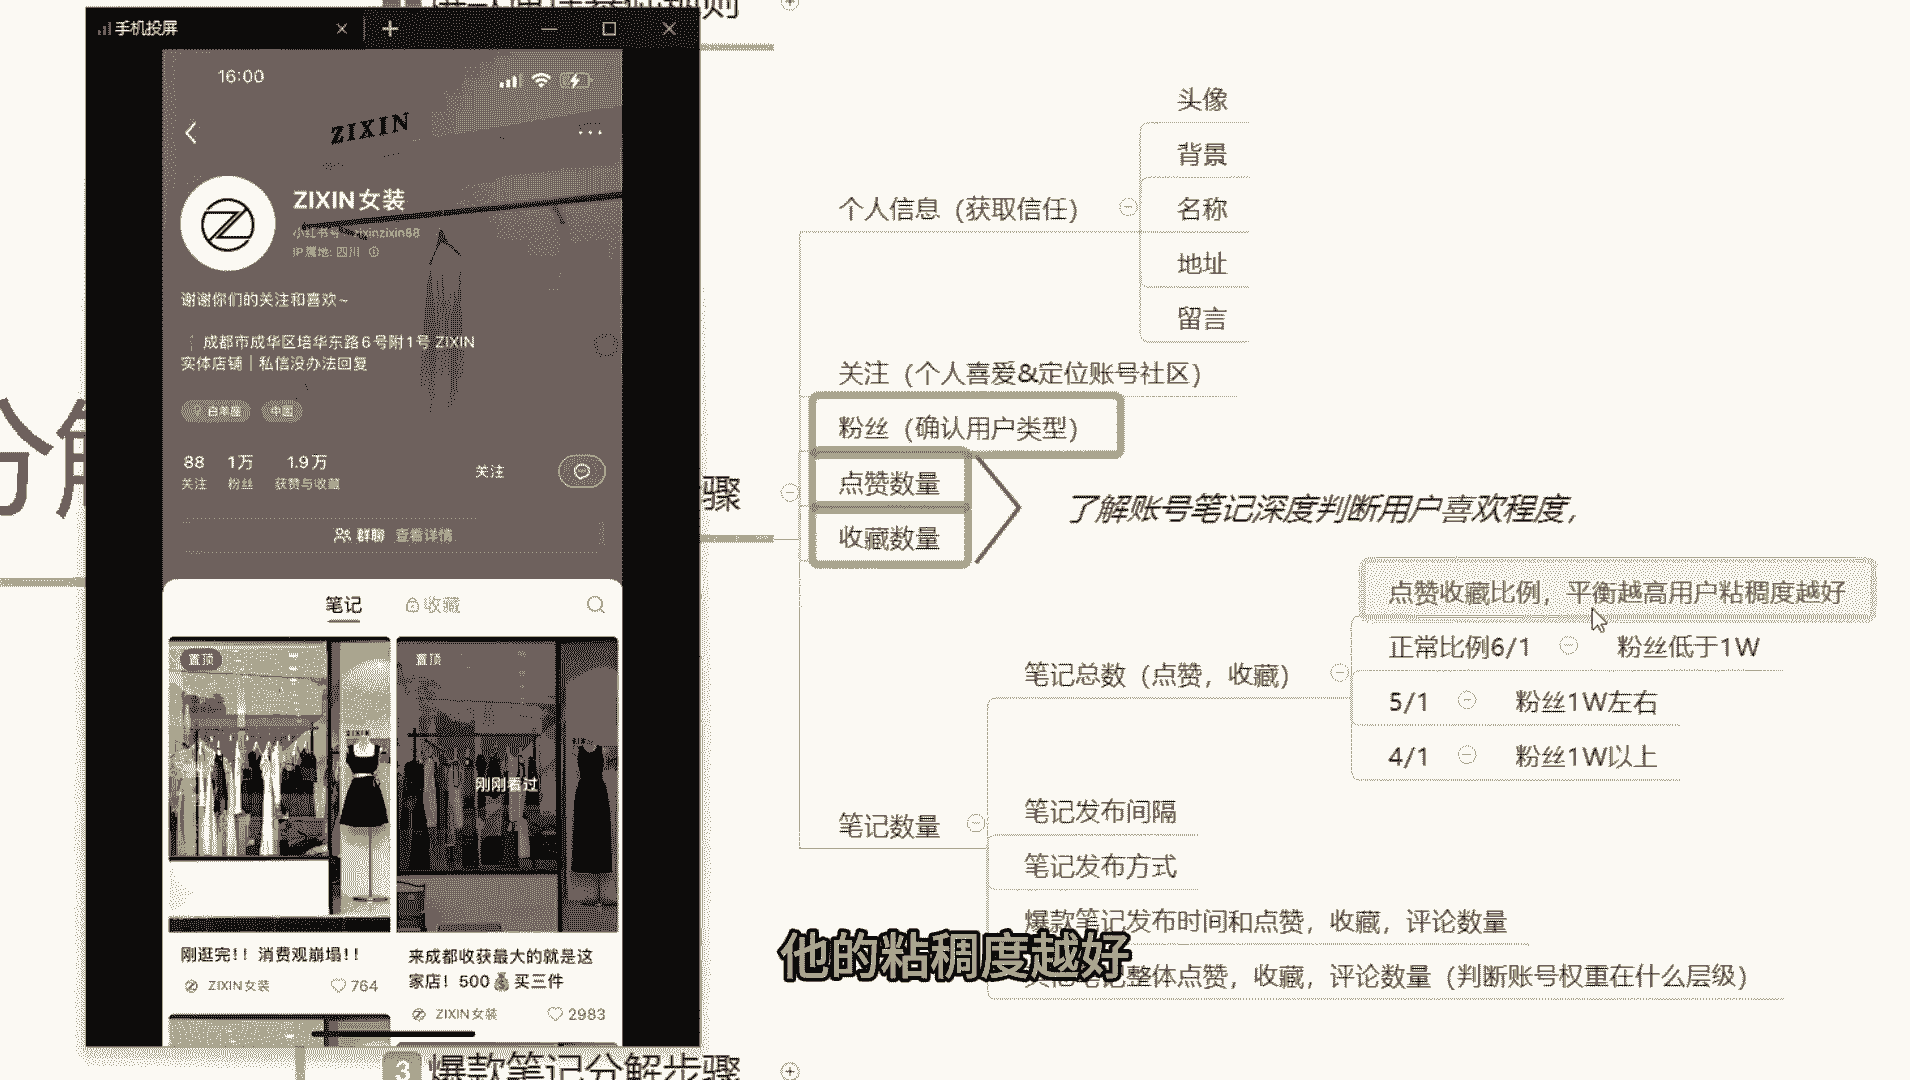 手机投屏
16:00
ZIXIN
ZIXIN女装
IP属地: 四川
谢谢你们的关注和喜欢~
成都市成华区培华东路6号附1号 ZIXIN
实体店铺｜私信没办法回复
白羊座 中国
88 1万 1.9万
关注 粉丝 获赞与收藏
关注
群聊 查看详情
笔记 收藏
置顶
置顶
刚刚看过
刚逛完！！消费观崩塌！！
ZIXIN女装 764
来成都收获最大的就是这
家店！500💰买三件
ZIXIN女装 2983
分解
骤
个人信息（获取信任）
头像
背景
名称
地址
留言
关注（个人喜爱&定位账号社区）
粉丝（确认用户类型）
点赞数量
收藏数量
了解账号笔记深度判断用户喜欢程度，
笔记数量
笔记总数（点赞，收藏）
点赞收藏比例，平衡越高用户粘稠度越好
正常比例6/1 粉丝低于1W
5/1 粉丝1W左右
4/1 粉丝1W以上
笔记发布间隔
笔记发布方式
爆款笔记发布时间和点赞，收藏，评论数量
笔记整体点赞，收藏，评论数量（判断账号权重在什么层级）
他的粘稠度越好
3 爆款笔记分解步骤